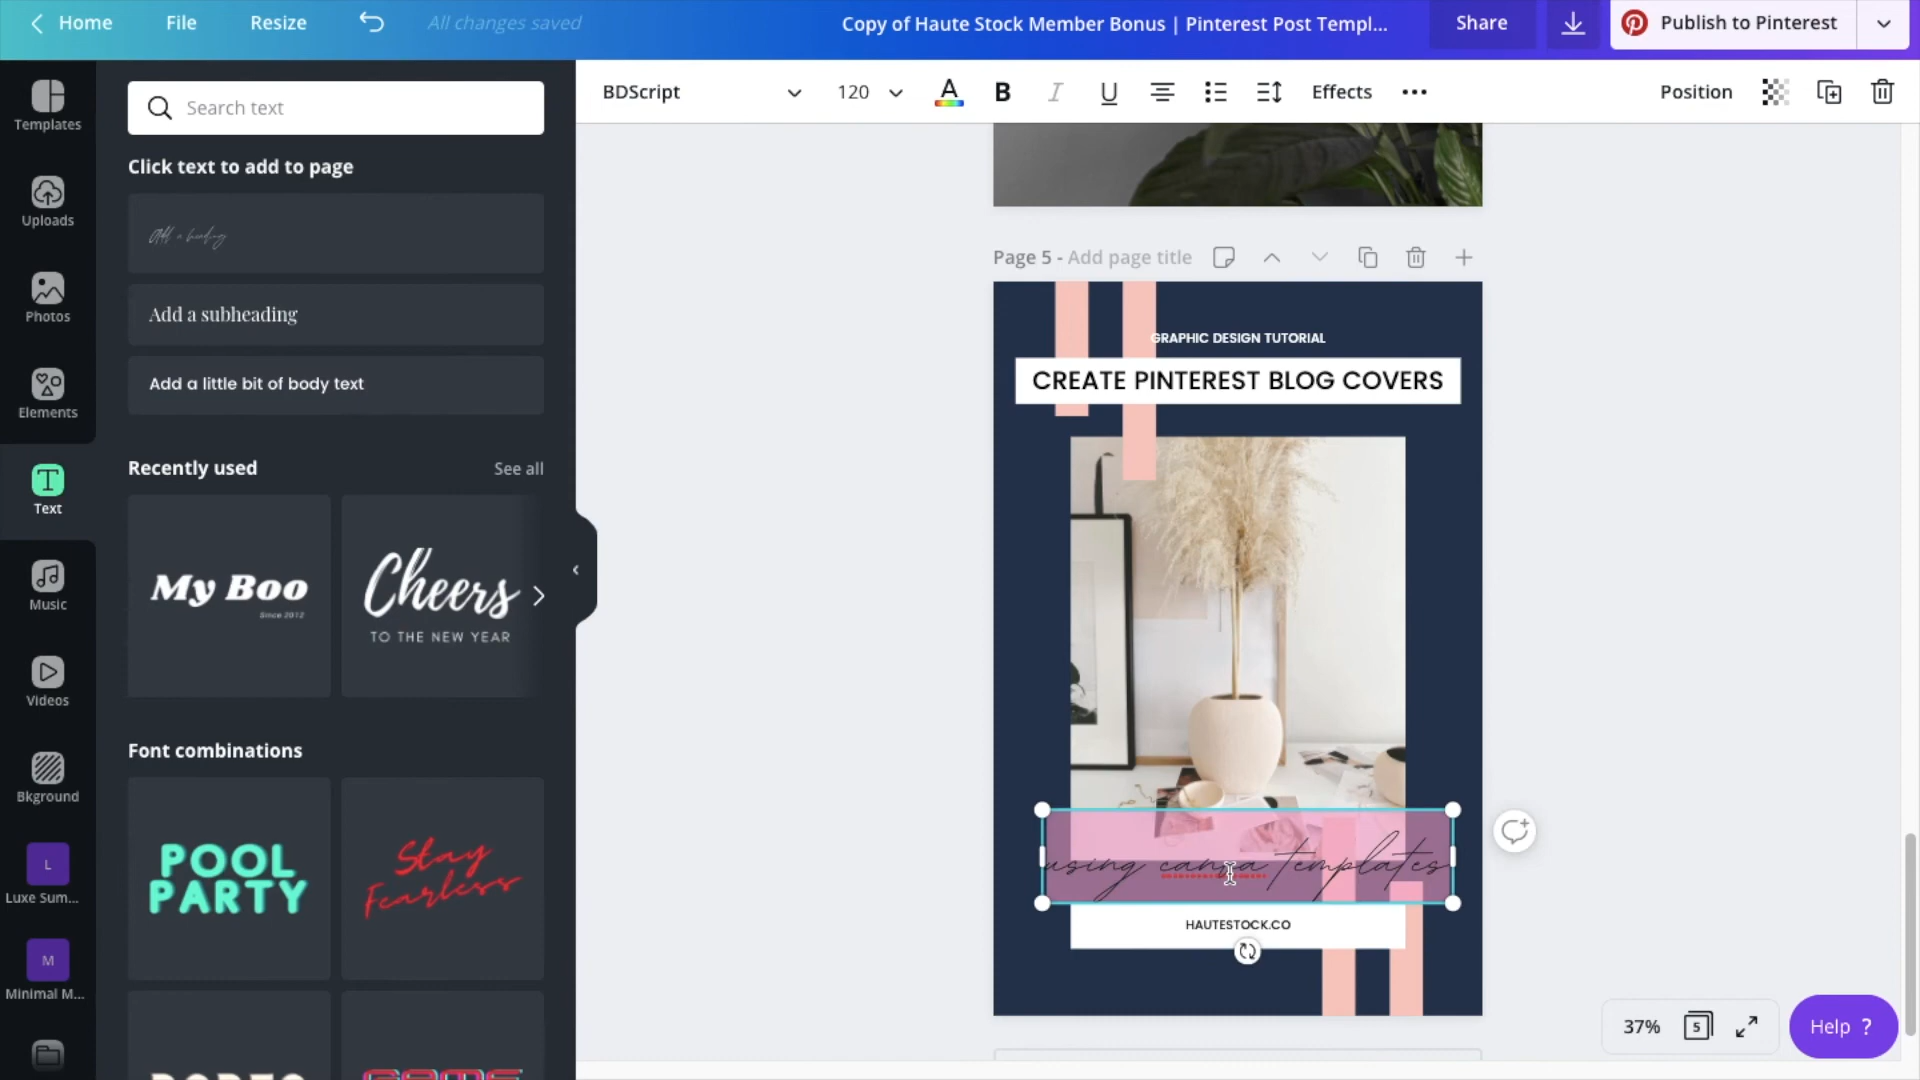 Home File Resize All changes saved Copy of Haute Stock Member Bonus | Pinterest Post Templ... Share Publish to Pinterest
Templates
Uploads
Photos
Elements
Text
Music
Videos
Bkground
L
Luxe Sum...
M
Minimal M...
Search text
Click text to add to page
Add a heading
Add a subheading
Add a little bit of body text
Recently used See all
My Boo
Since 2012
Cheers
TO THE NEW YEAR
Font combinations
POOL
PARTY
Stay
Fearless
BDScript 120 A B I U Effects Position
Page 5 - Add page title
GRAPHIC DESIGN TUTORIAL
CREATE PINTEREST BLOG COVERS
using canva templates
HAUTESTOCK.CO
37% 5 Help ?